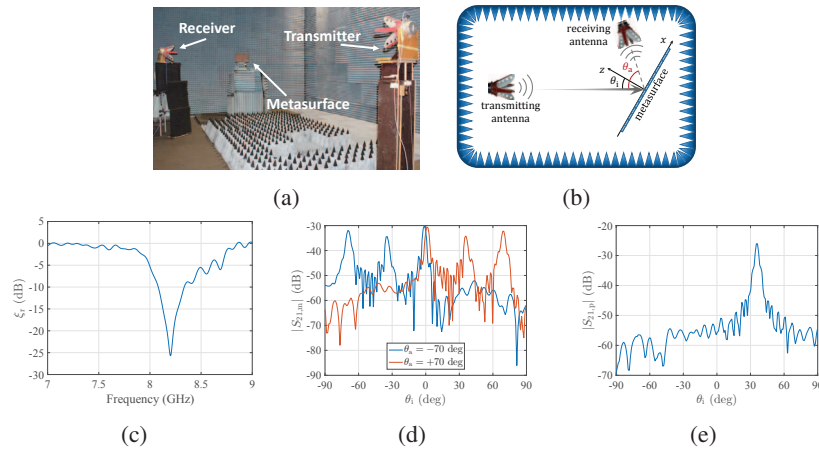 Receiver
Transmitter
Metasurface
(a)
receiving
antenna
x
z
θa
θi
transmitting
antenna
metasurface
(b)
5
0
-5
-10
-15
-20
-25
-30
ξr (dB)
7
7.5
8
8.5
9
Frequency (GHz)
(c)
-30
-40
-50
-60
-70
-80
-90
|S21,m| (dB)
θa = −70 deg
θa = +70 deg
-90
-60
-30
0
30
60
90
θi (deg)
(d)
-20
-30
-40
-50
-60
-70
|S21,p| (dB)
-90
-60
-30
0
30
60
90
θi (deg)
(e)